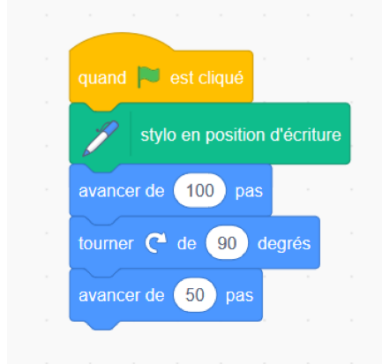 quand est cliqué
stylo en position d'écriture
avancer de 100 pas
tourner de 90 degrés
avancer de 50 pas